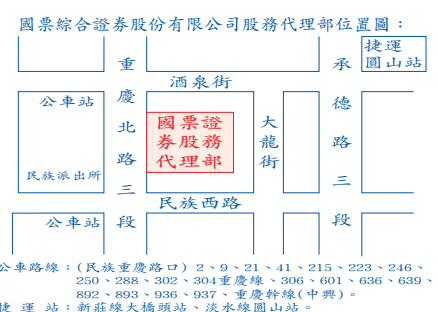 國票綜合證券股份有限公司股務代理部位置圖：
捷運
圓山站
重慶北路三段
承德路三段
酒泉街
公車站
國票證
券股務
代理部
大龍街
民族派出所
民族西路
公車站
公車路線：(民族重慶路口) 2、9、21、41、215、223、246、
250、288、302、304重慶線、306、601、636、639、
892、893、936、937、重慶幹線(中興)。
捷 運 站：新莊線大橋頭站、淡水線圓山站。